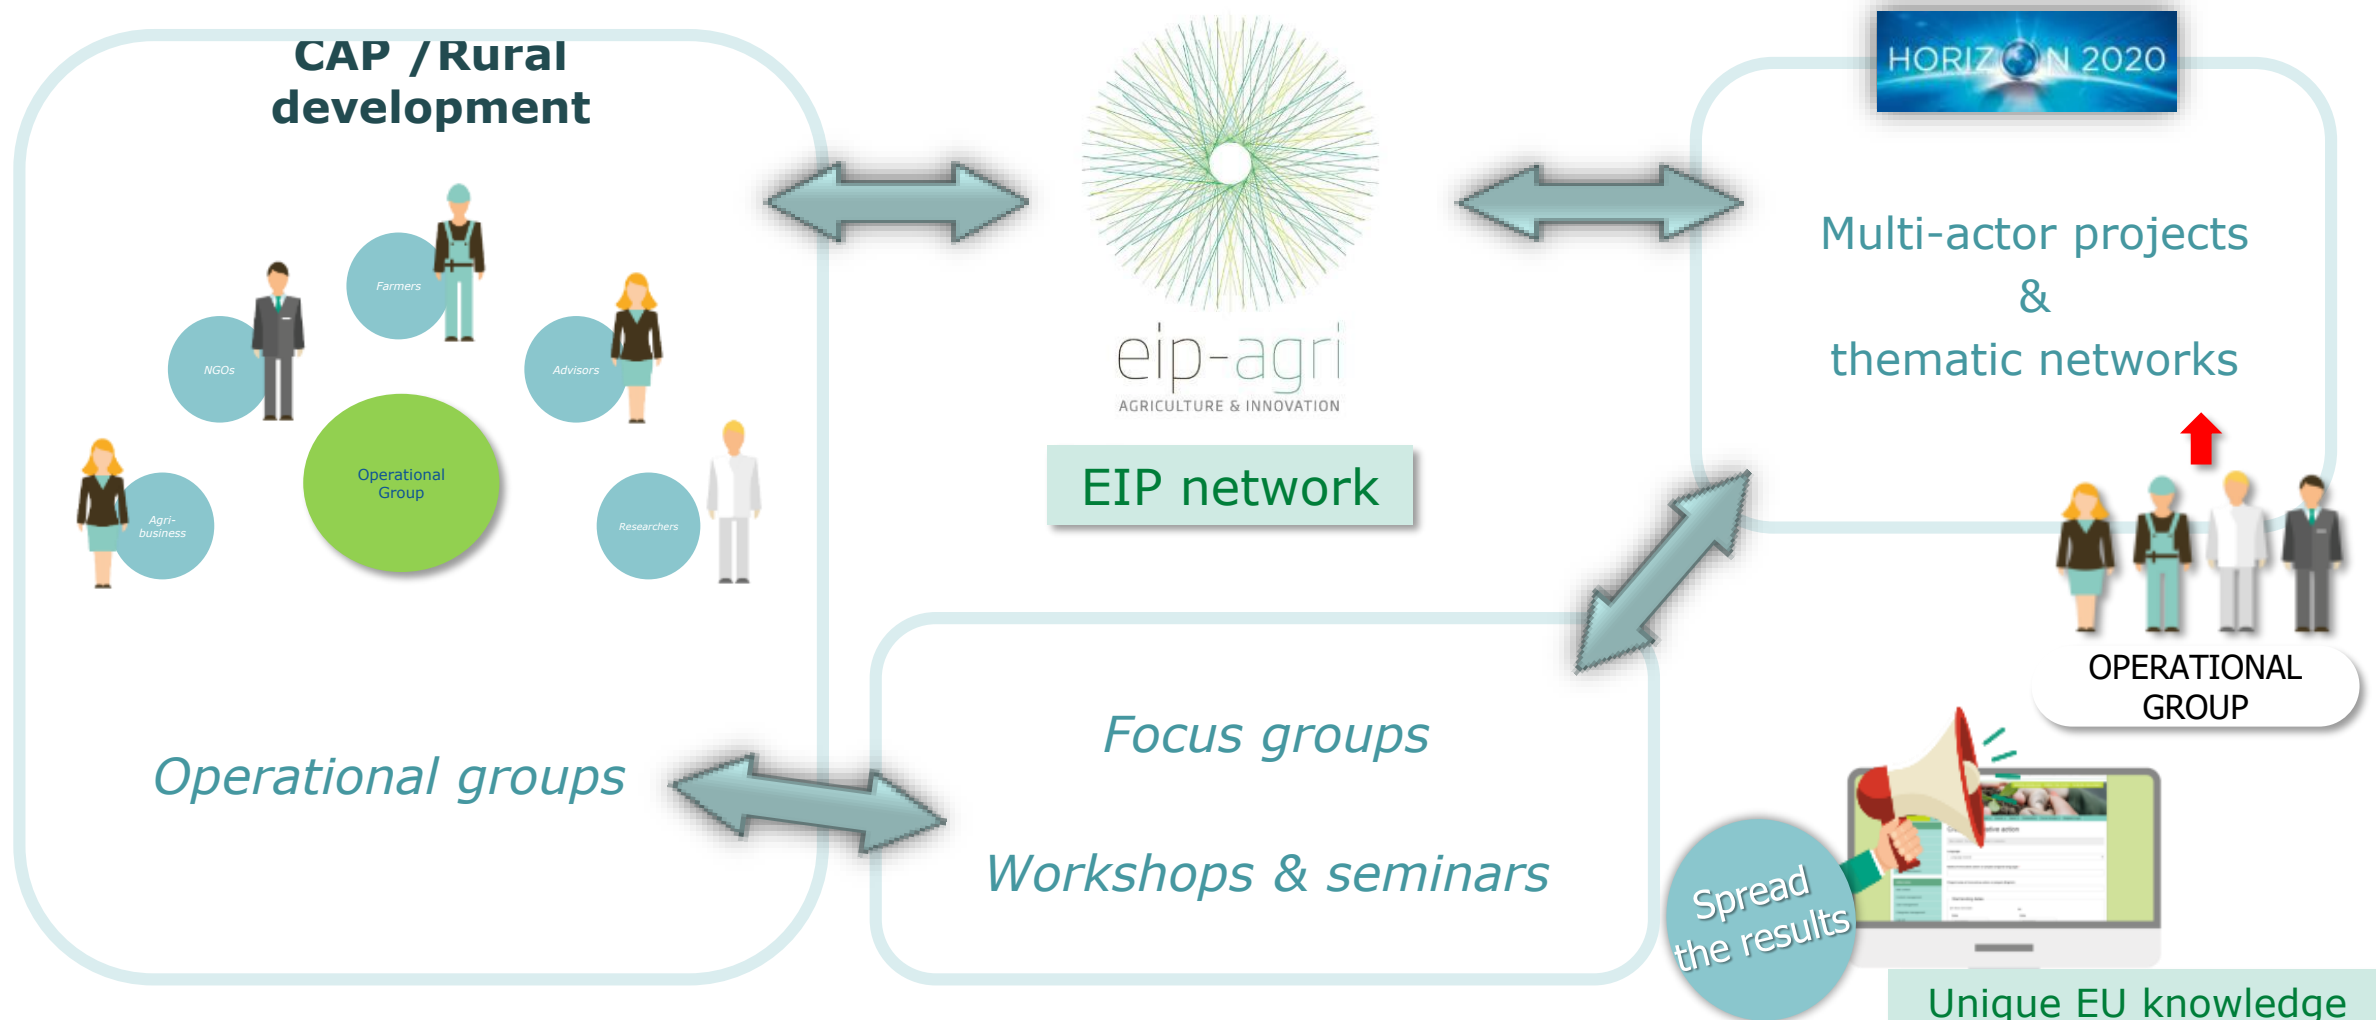 CAP /Rural
development
Farmers
NGOs
Advisors
Operational
Group
Agri-
business
Researchers
Operational groups
eip-agri
AGRICULTURE & INNOVATION
EIP network
HORIZON 2020
Multi-actor projects
&
thematic networks
OPERATIONAL
GROUP
Focus groups
Workshops & seminars
Spread
the results
Unique EU knowledge